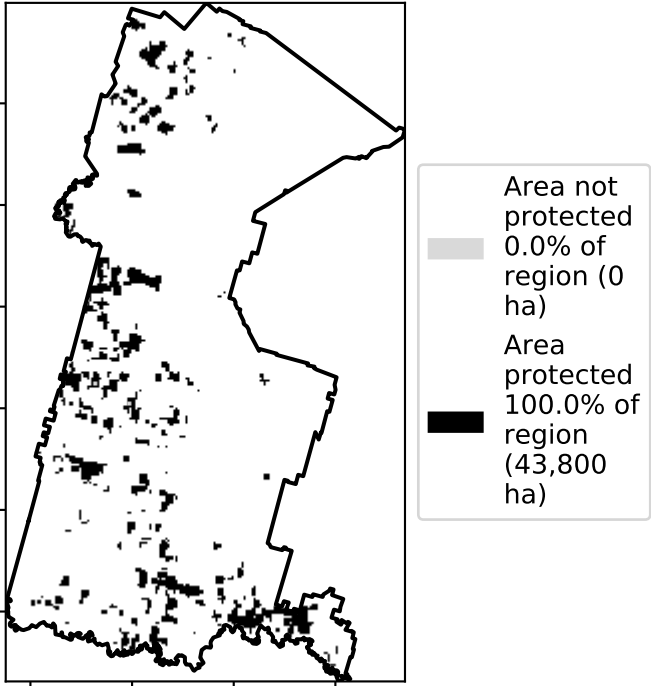 Area not
protected
0.0% of
region (0
ha)
Area
protected
100.0% of
region
(43,800
ha)